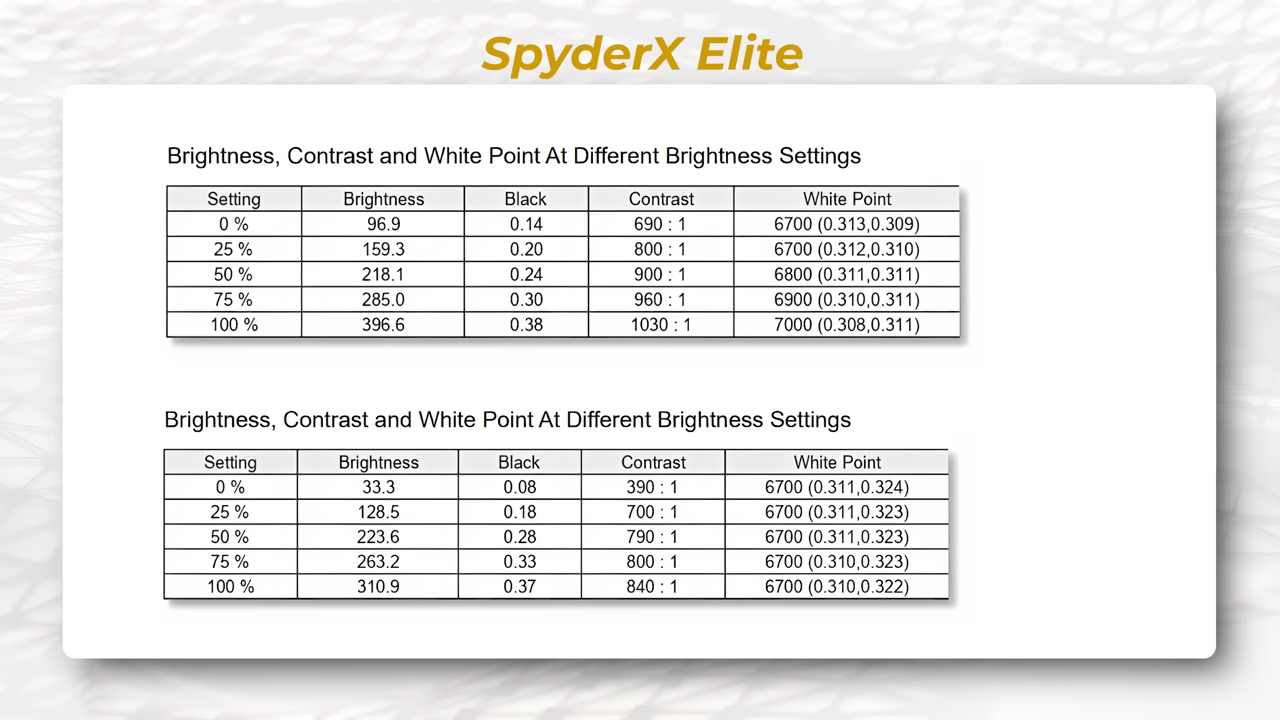 SpyderX Elite
Brightness, Contrast and White Point At Different Brightness Settings
Setting Brightness Black Contrast White Point
0 % 96.9 0.14 690 : 1 6700 (0.313,0.309)
25 % 159.3 0.20 800 : 1 6700 (0.312,0.310)
50 % 218.1 0.24 900 : 1 6800 (0.311,0.311)
75 % 285.0 0.30 960 : 1 6900 (0.310,0.311)
100 % 396.6 0.38 1030 : 1 7000 (0.308,0.311)
Brightness, Contrast and White Point At Different Brightness Settings
Setting Brightness Black Contrast White Point
0 % 33.3 0.08 390 : 1 6700 (0.311,0.324)
25 % 128.5 0.18 700 : 1 6700 (0.311,0.323)
50 % 223.6 0.28 790 : 1 6700 (0.311,0.323)
75 % 263.2 0.33 800 : 1 6700 (0.310,0.323)
100 % 310.9 0.37 840 : 1 6700 (0.310,0.322)